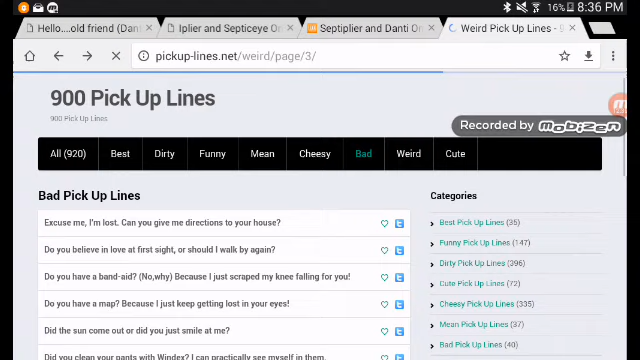 16% 8:36 PM
Hello....old friend (Dani
Iplier and Septiceye On
Septiplier and Danti On
Weird Pick Up Lines - 9
pickup-lines.net/weird/page/3/
900 Pick Up Lines
900 Pick Up Lines
Recorded by mobizen
All (920) Best Dirty Funny Mean Cheesy Bad Weird Cute
Bad Pick Up Lines
Excuse me, I'm lost. Can you give me directions to your house?
Do you believe in love at first sight, or should I walk by again?
Do you have a band-aid? (No,why) Because I just scraped my knee falling for you!
Do you have a map? Because I just keep getting lost in your eyes!
Did the sun come out or did you just smile at me?
Did you clean your pants with Windex? I can practically see myself in them.
Categories
Best Pick Up Lines (35)
Funny Pick Up Lines (147)
Dirty Pick Up Lines (396)
Cute Pick Up Lines (72)
Cheesy Pick Up Lines (335)
Mean Pick Up Lines (37)
Bad Pick Up Lines (40)